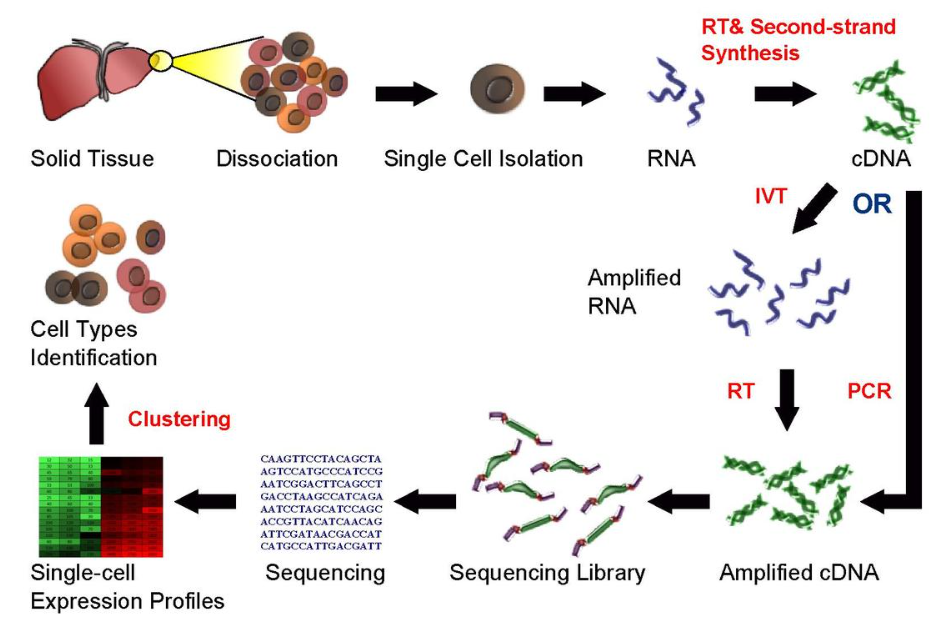 RT& Second-strand
Synthesis
Solid Tissue
Dissociation
Single Cell Isolation
RNA
cDNA
IVT
OR
Amplified
RNA
RT
PCR
Cell Types
Identification
Clustering
CAAGTTCCTACAGCTA
AGTCCATGCCCATCCG
AATCGGACTTCAGCCT
GACCTAAGCCATCAGA
AATCCTAGCATCCAGC
ACCGTTACATCAACAG
ATTCGATAACGACCAT
CATGCCATTGACGATT
Single-cell
Expression Profiles
Sequencing
Sequencing Library
Amplified cDNA